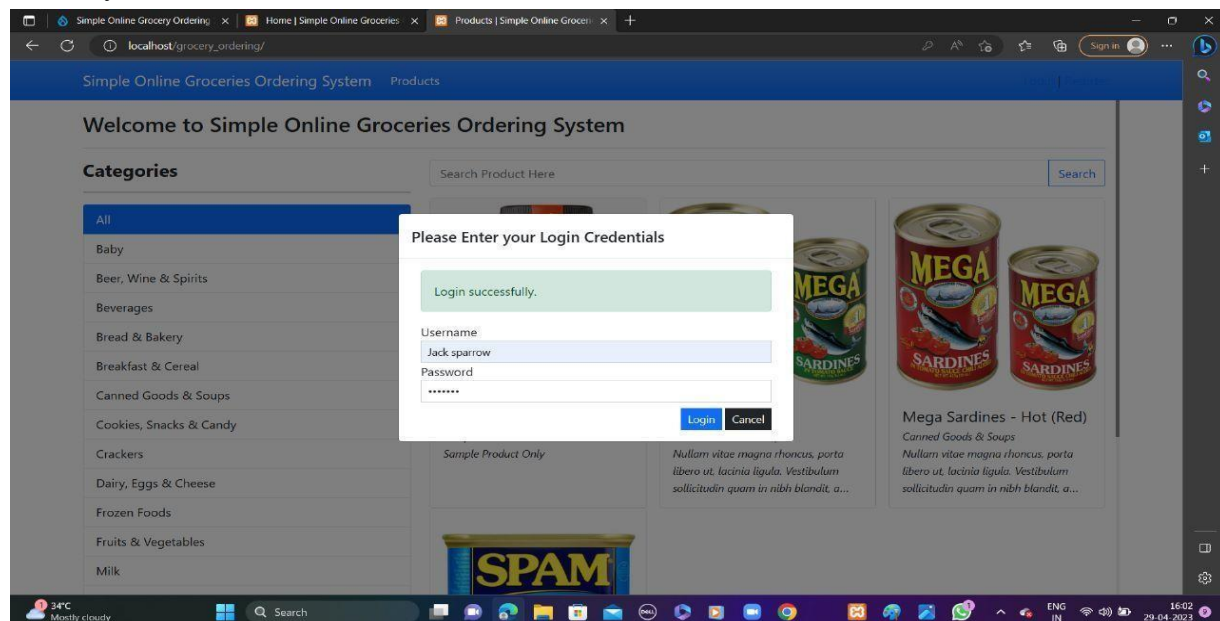 Simple Online Grocery Ordering
Home | Simple Online Groceries
Products | Simple Online Groceri
localhost/grocery_ordering/
Sign in
Simple Online Groceries Ordering System Products
Welcome to Simple Online Groceries Ordering System
Categories
Search Product Here
Search
All
Baby
Beer, Wine & Spirits
Beverages
Bread & Bakery
Breakfast & Cereal
Canned Goods & Soups
Cookies, Snacks & Candy
Crackers
Dairy, Eggs & Cheese
Frozen Foods
Fruits & Vegetables
Milk
Please Enter your Login Credentials
Login successfully.
Username
Jack sparrow
Password
•••••••
Login Cancel
MEGA
SARDINES
MEGA
SARDINES
MEGA
SARDINES
Sample Product Only
Nullam vitae magna rhoncus, porta
libero ut, lacinia ligula. Vestibulum
sollicitudin quam in nibh blandit, a...
Mega Sardines - Hot (Red)
Canned Goods & Soups
Nullam vitae magna rhoncus, porta
libero ut, lacinia ligula. Vestibulum
sollicitudin quam in nibh blandit, a...
SPAM
34°C
Mostly cloudy
Search
DELL
ENG
IN
16:02
29-04-2023